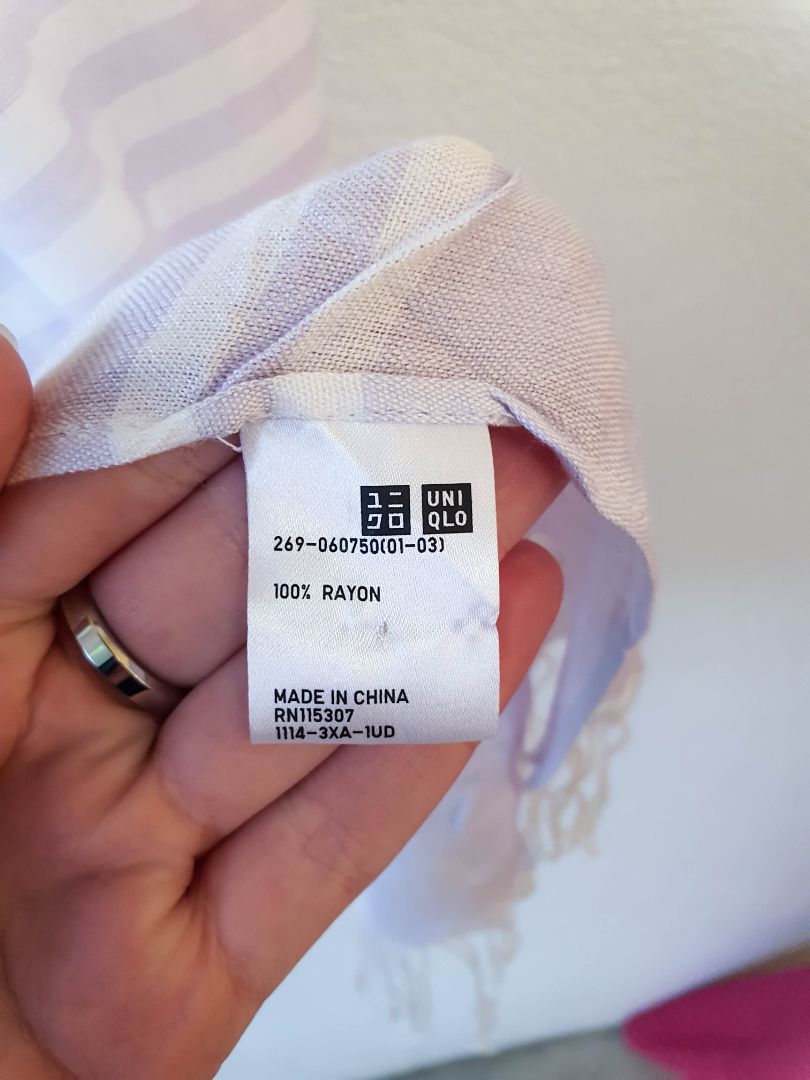 ユニ
クロ
UNI
QLO
269-060750(01-03)
100% RAYON
MADE IN CHINA
RN115307
1114-3XA-1UD